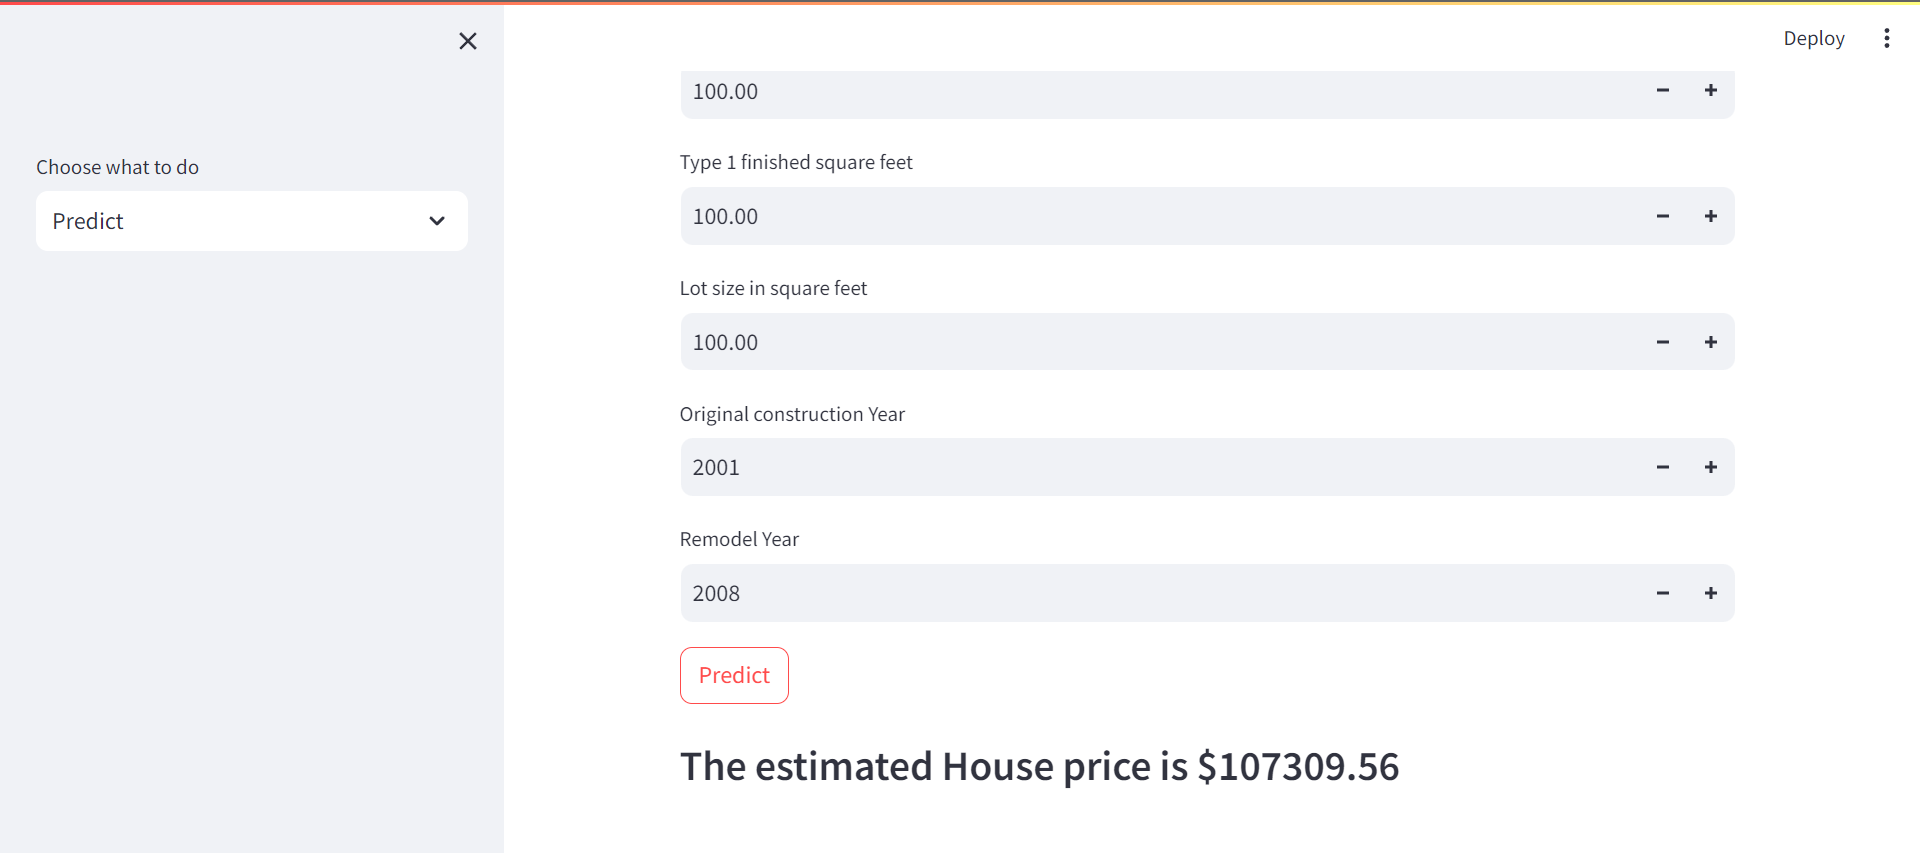 Deploy
Choose what to do
Predict
100.00
Type 1 finished square feet
100.00
Lot size in square feet
100.00
Original construction Year
2001
Remodel Year
2008
Predict
The estimated House price is $107309.56